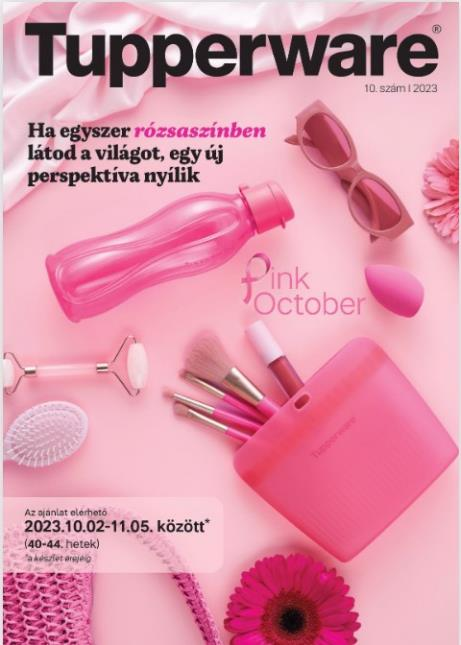 Tupperware®
10. szám I 2023
Ha egyszer rózsaszínben
látod a világot, egy új
perspektíva nyílik
Pink
October
Tupperware
Az ajánlat elérhető
2023.10.02-11.05. között*
(40-44. hetek)
*a készlet erejéig